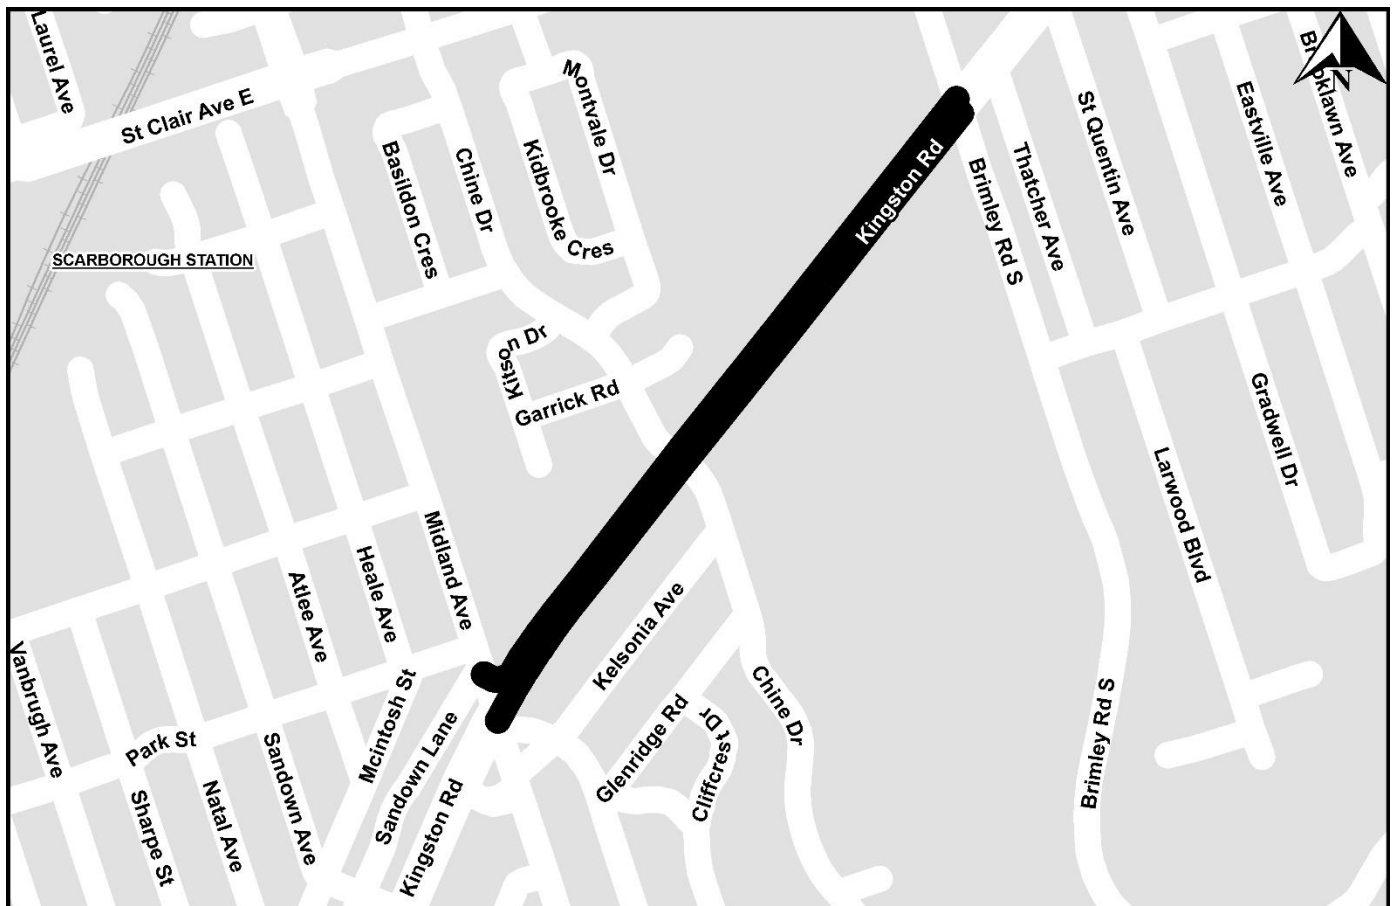 Laurel Ave
St Clair Ave E
Montvale Dr
Kidbrooke Cres
Chine Dr
Basildon Cres
SCARBOROUGH STATION
Kingston Rd
Brimley Rd S
Thatcher Ave
St Quentin Ave
Eastville Ave
Brooklawn Ave
N
Kitson Dr
Garrick Rd
Gradwell Dr
Larwood Blvd
Midland Ave
Heale Ave
Atlee Ave
Kelsonia Ave
Vanbrugh Ave
Park St
Mcintosh St
Sandown Lane
Kingston Rd
Glenridge Rd
Cliffcrest Dr
Chine Dr
Brimley Rd S
Sharpe St
Natal Ave
Sandown Ave